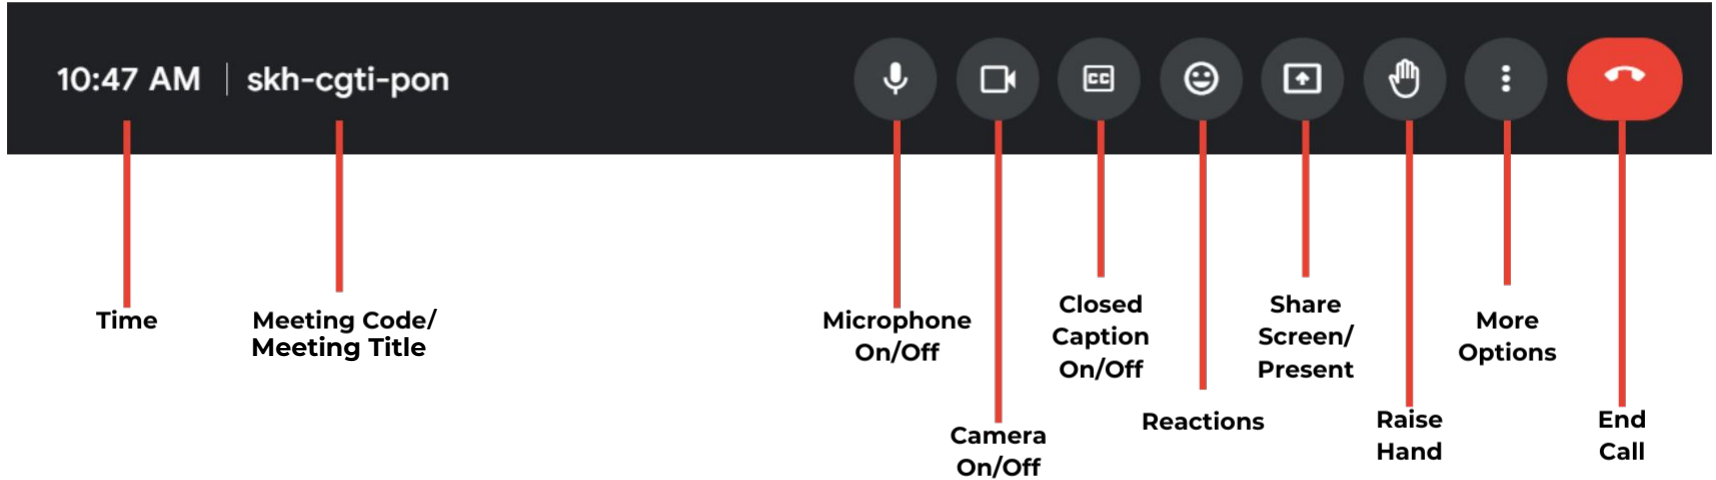 10:47 AM | skh-cgti-pon
CC
Time
Meeting Code/
Meeting Title
Microphone
On/Off
Camera
On/Off
Closed
Caption
On/Off
Reactions
Share
Screen/
Present
Raise
Hand
More
Options
End
Call